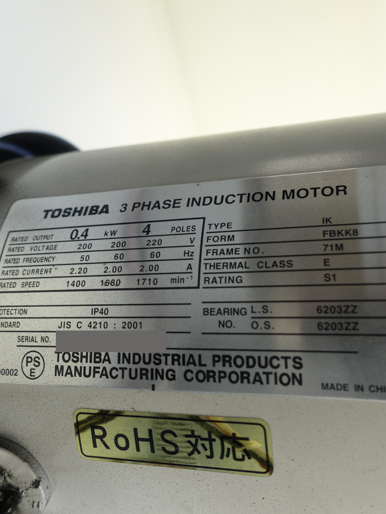 TOSHIBA 3 PHASE INDUCTION MOTOR
RATED OUTPUT 0.4 kW 4 POLES
RATED VOLTAGE 200 200 220 V
RATED FREQUENCY 50 60 60 Hz
RATED CURRENT 2.20 2.00 2.00 A
RATED SPEED 1400 1660 1710 min⁻¹
TYPE IK
FORM FBKK8
FRAME NO. 71M
THERMAL CLASS E
RATING S1
OTECTION IP40
NDARD JIS C 4210 : 2001
SERIAL NO.
BEARING L.S. 6203ZZ
NO. O.S. 6203ZZ
00002 PS E
TOSHIBA INDUSTRIAL PRODUCTS
MANUFACTURING CORPORATION
MADE IN CHI
RoHS対応